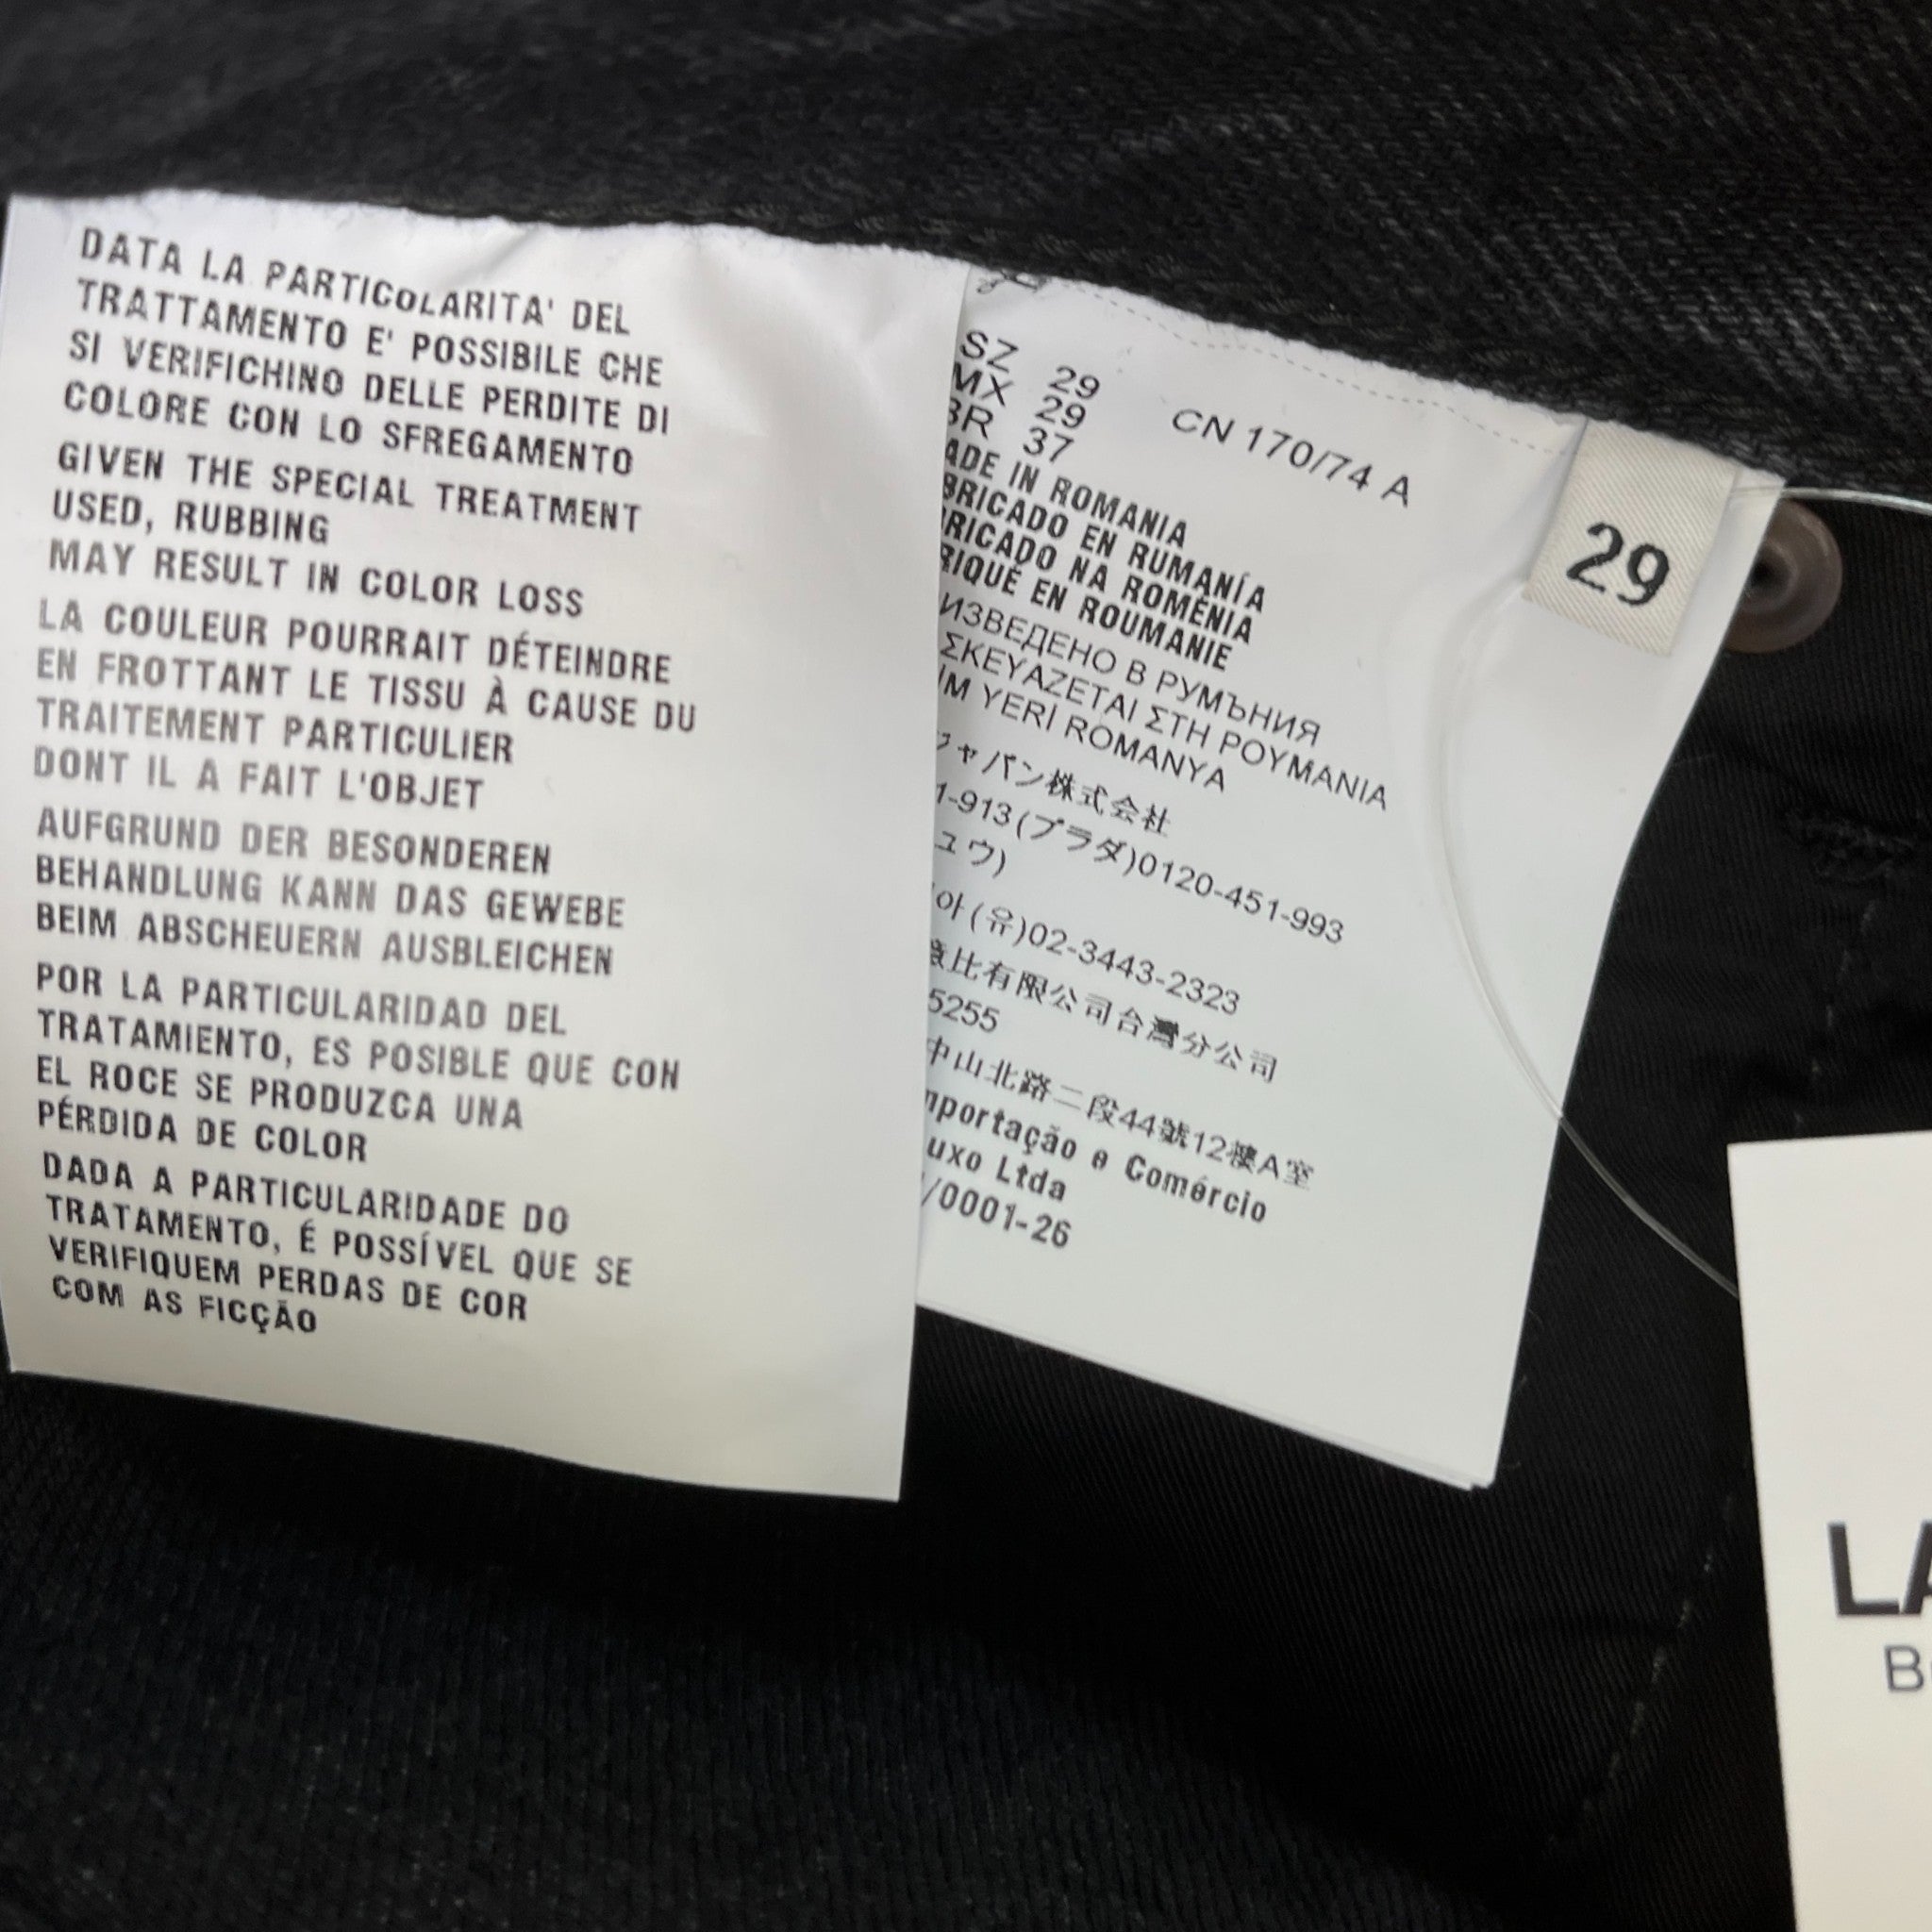 DATA LA PARTICOLARITA' DEL
TRATTAMENTO E' POSSIBILE CHE
SI VERIFICHINO DELLE PERDITE DI
COLORE CON LO SFREGAMENTO
GIVEN THE SPECIAL TREATMENT
USED, RUBBING
MAY RESULT IN COLOR LOSS
LA COULEUR POURRAIT DÉTEINDRE
EN FROTTANT LE TISSU À CAUSE DU
TRAITEMENT PARTICULIER
DONT IL A FAIT L'OBJET
AUFGRUND DER BESONDEREN
BEHANDLUNG KANN DAS GEWEBE
BEIM ABSCHEUERN AUSBLEICHEN
POR LA PARTICULARIDAD DEL
TRATAMIENTO, ES POSIBLE QUE CON
EL ROCE SE PRODUZCA UNA
PÉRDIDA DE COLOR
DADA A PARTICULARIDADE DO
TRATAMENTO, É POSSÍVEL QUE SE
VERIFIQUEM PERDAS DE COR
COM AS FICÇÃO
SZ 29 CN 170/74 A
MX 29
BR 37
ADE IN ROMANIA
BRICADO EN RUMANÍA
RICADO NA ROMÉNIA
RIQUÉ EN ROUMANIE
ИЗВЕДЕНО В РУМЪНИЯ
ΣΚΕΥΑΖΕΤΑΙ ΣΤΗ ΡΟΥΜΑΝΙΑ
IM YERI ROMANYA
ジャパン株式会社
1-913(プラダ)0120-451-993
ュウ)
아(유)02-3443-2323
意比有限公司台灣分公司
5255
中山北路二段44號12樓A室
mportação e Comércio
uxo Ltda
/0001-26
29
LA
B